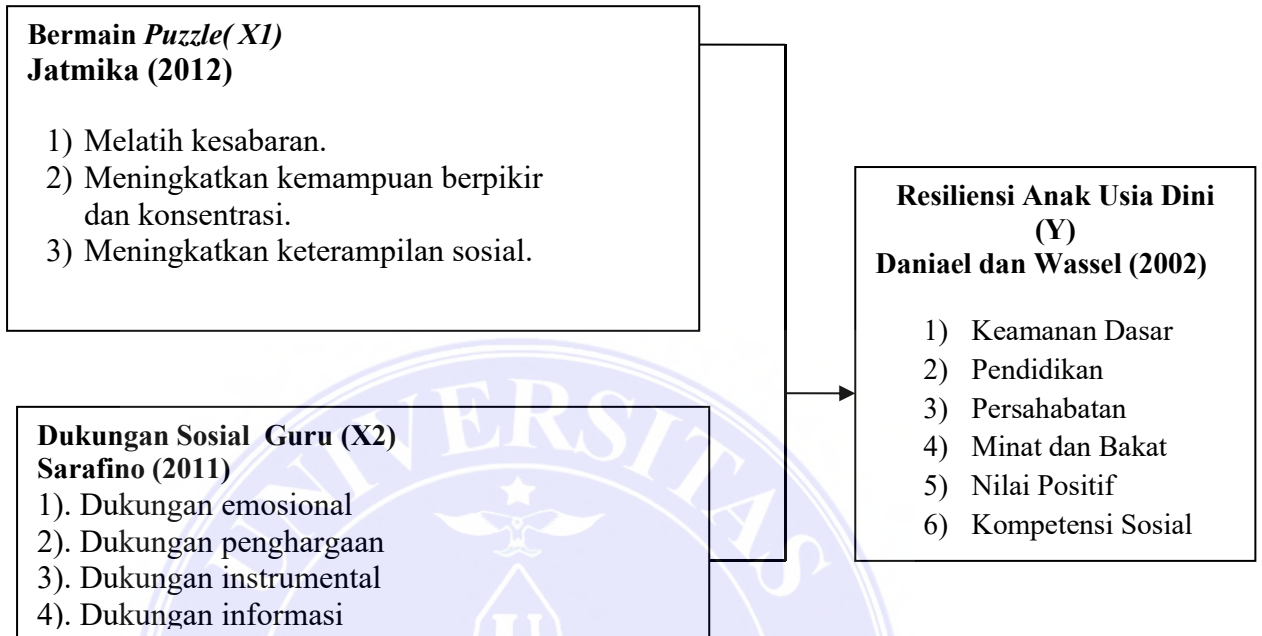 Bermain Puzzle( X1)
Jatmika (2012)
1) Melatih kesabaran.
2) Meningkatkan kemampuan berpikir
dan konsentrasi.
3) Meningkatkan keterampilan sosial.
Dukungan Sosial Guru (X2)
Sarafino (2011)
1). Dukungan emosional
2). Dukungan penghargaan
3). Dukungan instrumental
4). Dukungan informasi
Resiliensi Anak Usia Dini
(Y)
Daniael dan Wassel (2002)
1) Keamanan Dasar
2) Pendidikan
3) Persahabatan
4) Minat dan Bakat
5) Nilai Positif
6) Kompetensi Sosial
UNIVERSITAS